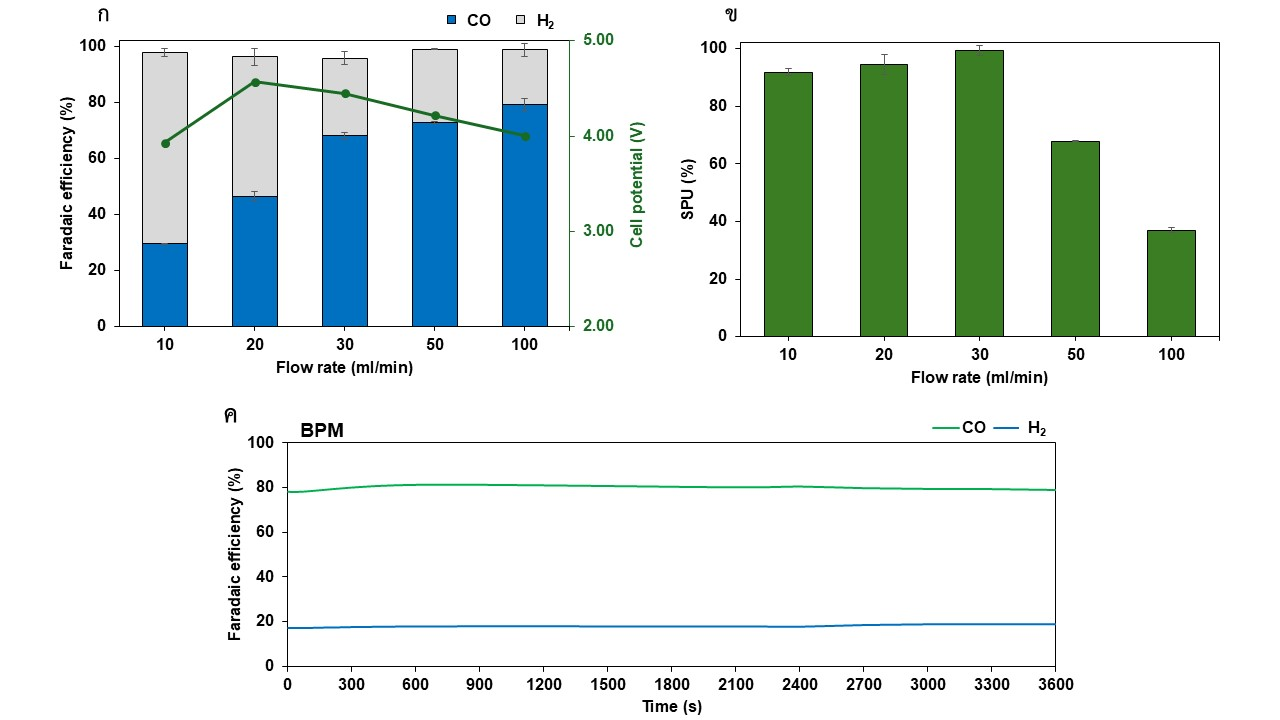 ก
CO H₂
Faradaic efficiency (%)
100
80
60
40
20
0
5.00
4.00
3.00
2.00
Cell potential (V)
10 20 30 50 100
Flow rate (ml/min)
ข
SPU (%)
100
80
60
40
20
0
10 20 30 50 100
Flow rate (ml/min)
ค
BPM
CO H₂
Faradaic efficiency (%)
100
80
60
40
20
0
0 300 600 900 1200 1500 1800 2100 2400 2700 3000 3300 3600
Time (s)